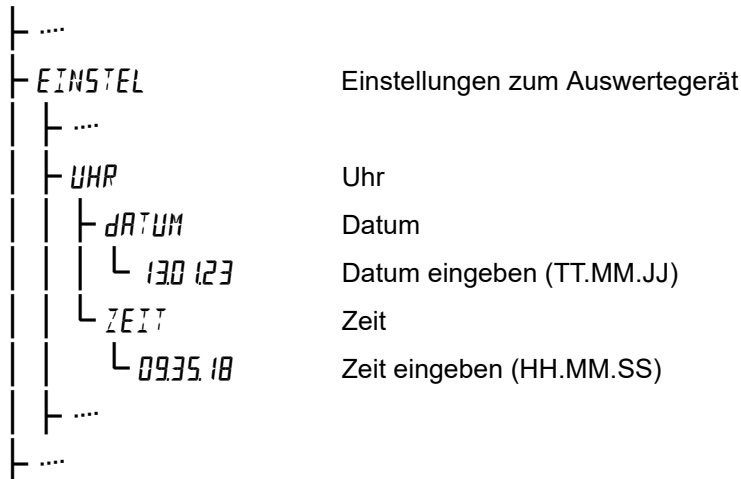 ....
EINSTEL Einstellungen zum Auswertegerät
....
UHR Uhr
dATUM Datum
13.01.23 Datum eingeben (TT.MM.JJ)
ZEIT Zeit
09.35.18 Zeit eingeben (HH.MM.SS)
....
....